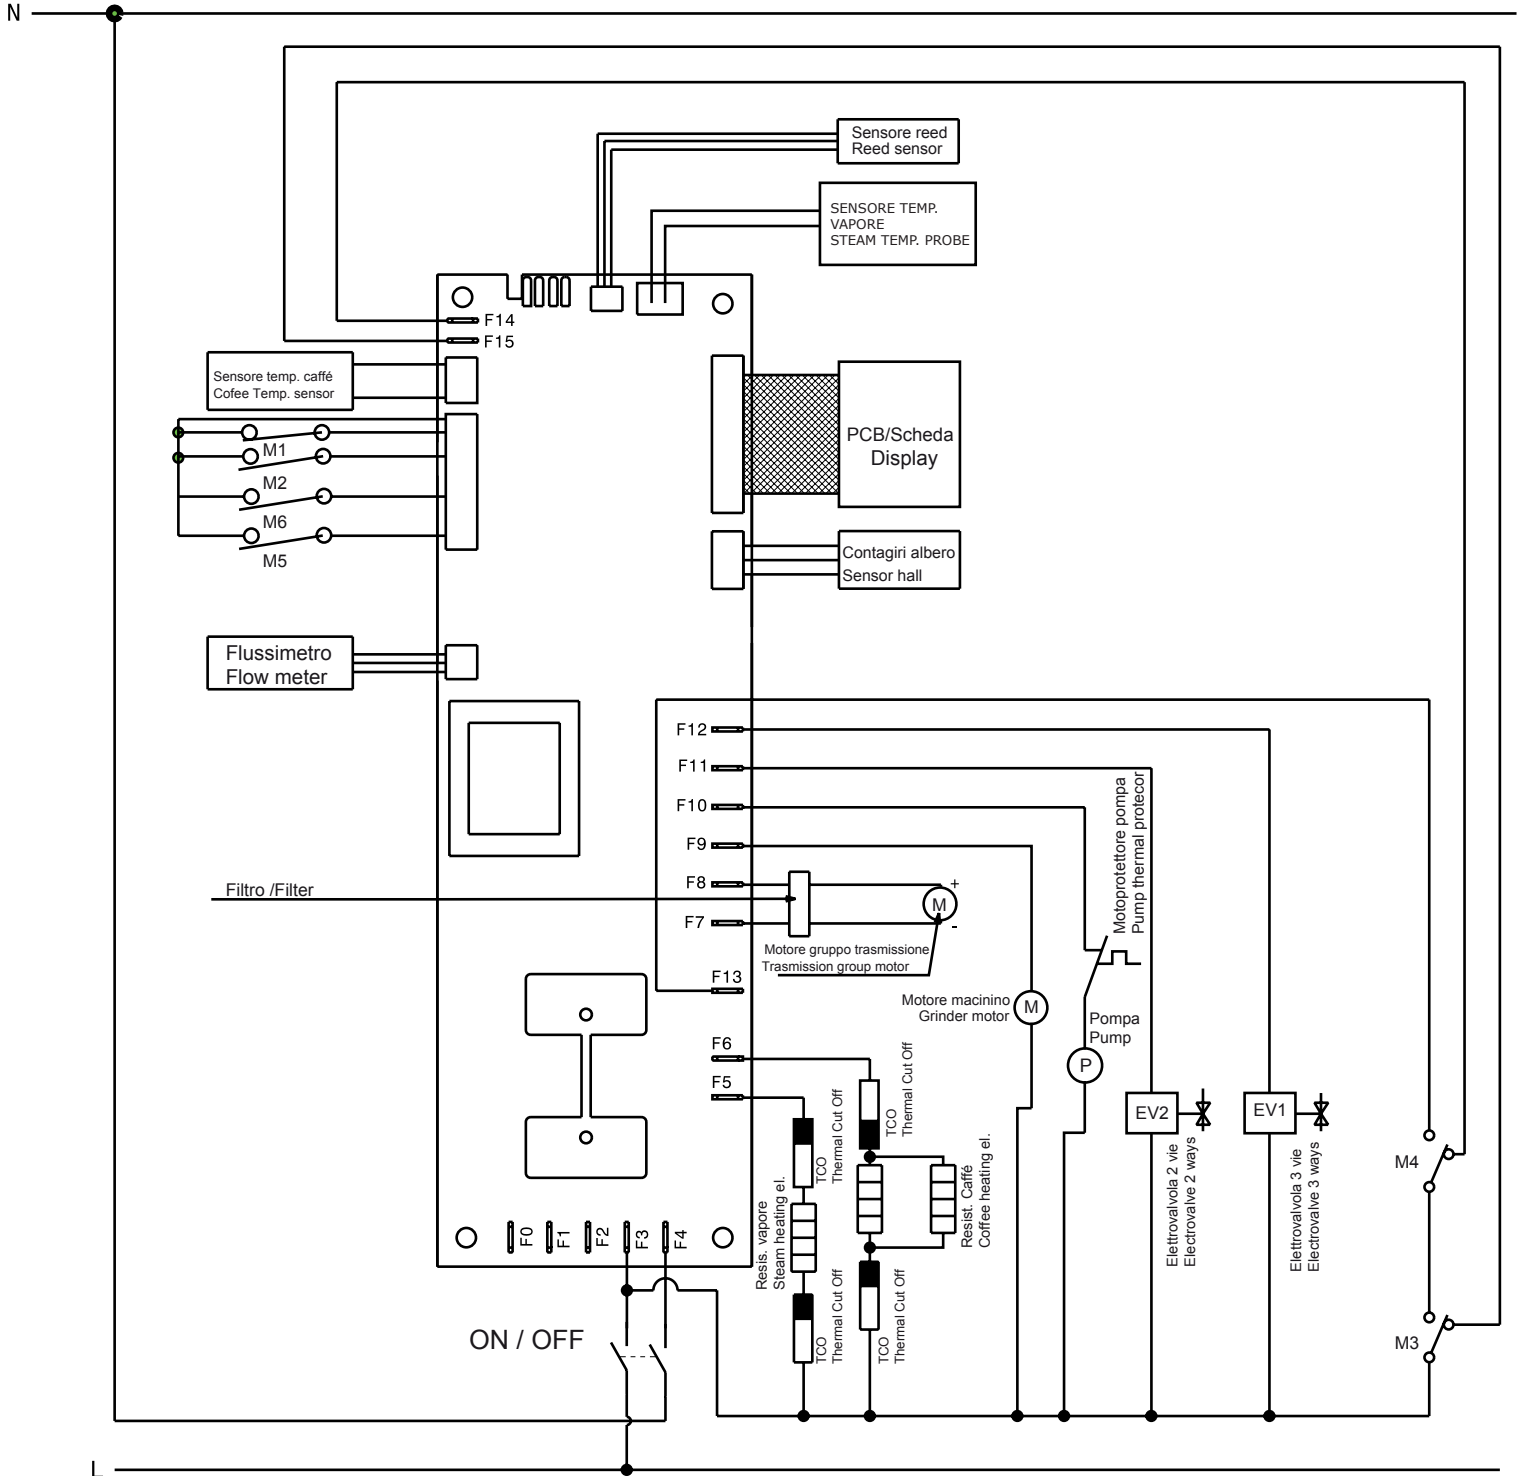 N
Sensore reed
Reed sensor
SENSORE TEMP.
VAPORE
STEAM TEMP. PROBE
F14
F15
Sensore temp. caffé
Cofee Temp. sensor
M1
M2
M6
M5
PCB/Scheda
Display
Contagiri albero
Sensor hall
Flussimetro
Flow meter
F12
F11
F10
F9
F8
F7
F13
F6
F5
Filtro /Filter
+
M
-
Motore gruppo trasmissione
Trasmission group motor
Motoprotettore pompa
Pump thermal protecor
Motore macinino
Grinder motor
M
Pompa
Pump
P
TCO
Thermal Cut Off
TCO
Thermal Cut Off
Resis. vapore
Steam heating el.
Resist. Caffé
Coffee heating el.
TCO
Thermal Cut Off
TCO
Thermal Cut Off
EV2
Elettrovalvola 2 vie
Electrovalve 2 ways
EV1
Elettrovalvola 3 vie
Electrovalve 3 ways
M4
M3
F0
F1
F2
F3
F4
ON / OFF
L